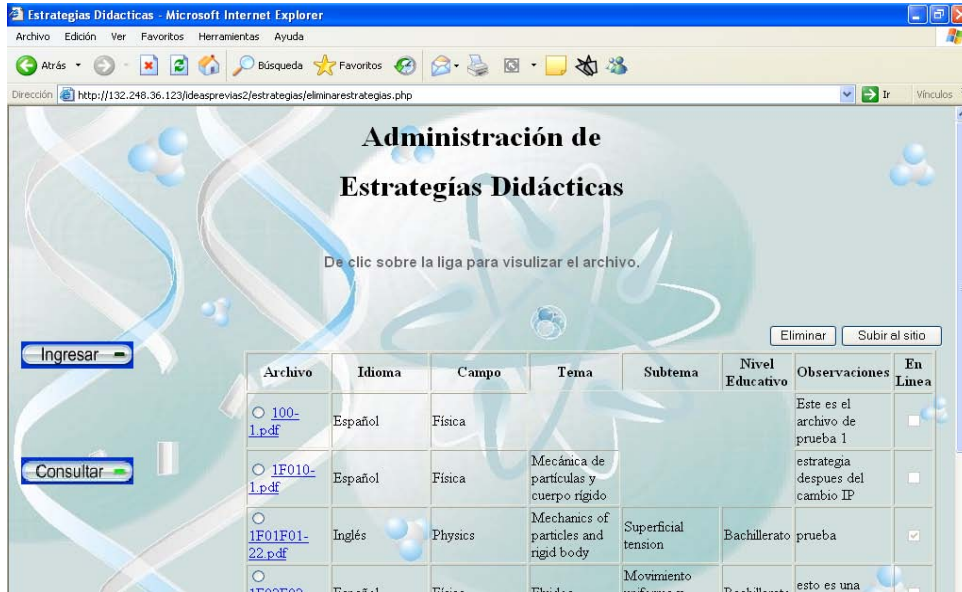 Estrategias Didacticas - Microsoft Internet Explorer
Archivo Edición Ver Favoritos Herramientas Ayuda
Atrás Búsqueda Favoritos
Dirección http://132.248.36.123/ideasprevias2/estrategias/eliminarestrategias.php Ir Vínculos
Administración de
Estrategías Didácticas
De clic sobre la liga para visulizar el archivo.
Eliminar Subir al sitio
Ingresar
Consultar
Archivo Idioma Campo Tema Subtema Nivel Educativo Observaciones En Línea
100-
1.pdf
Español
Física
Este es el
archivo de
prueba 1
1F010-
1.pdf
Español
Física
Mecánica de
partículas y
cuerpo rígido
estrategia
despues del
cambio IP
1F01F01-
22.pdf
Inglés
Physics
Mechanics of
particles and
rigid body
Superficial
tension
Bachillerato
prueba
Español
Física
Movimiento
esto es una